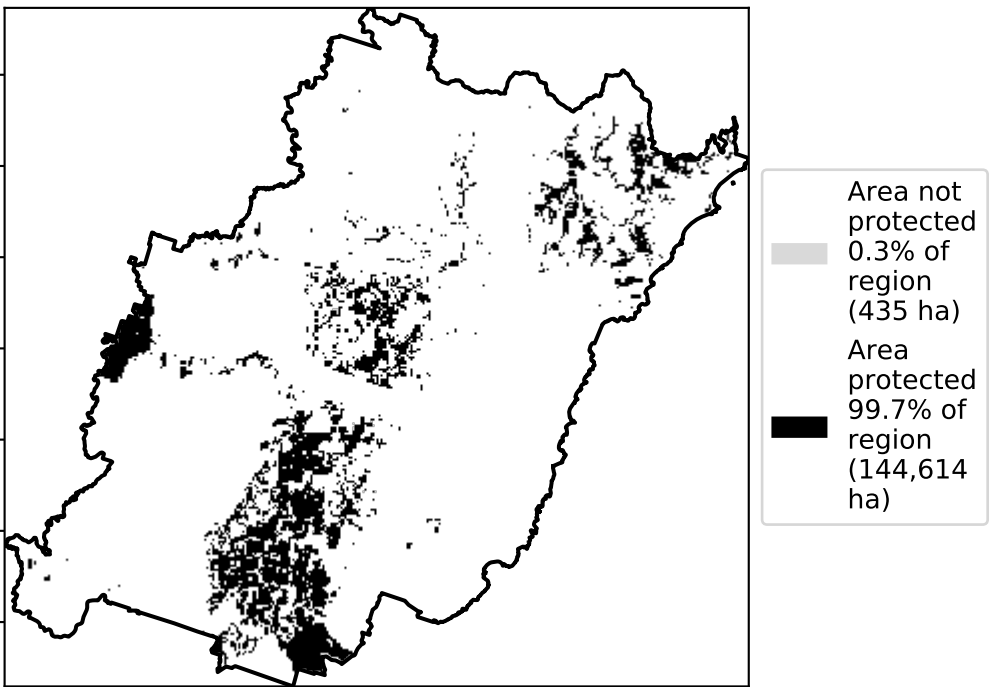 Area not
protected
0.3% of
region
(435 ha)
Area
protected
99.7% of
region
(144,614
ha)